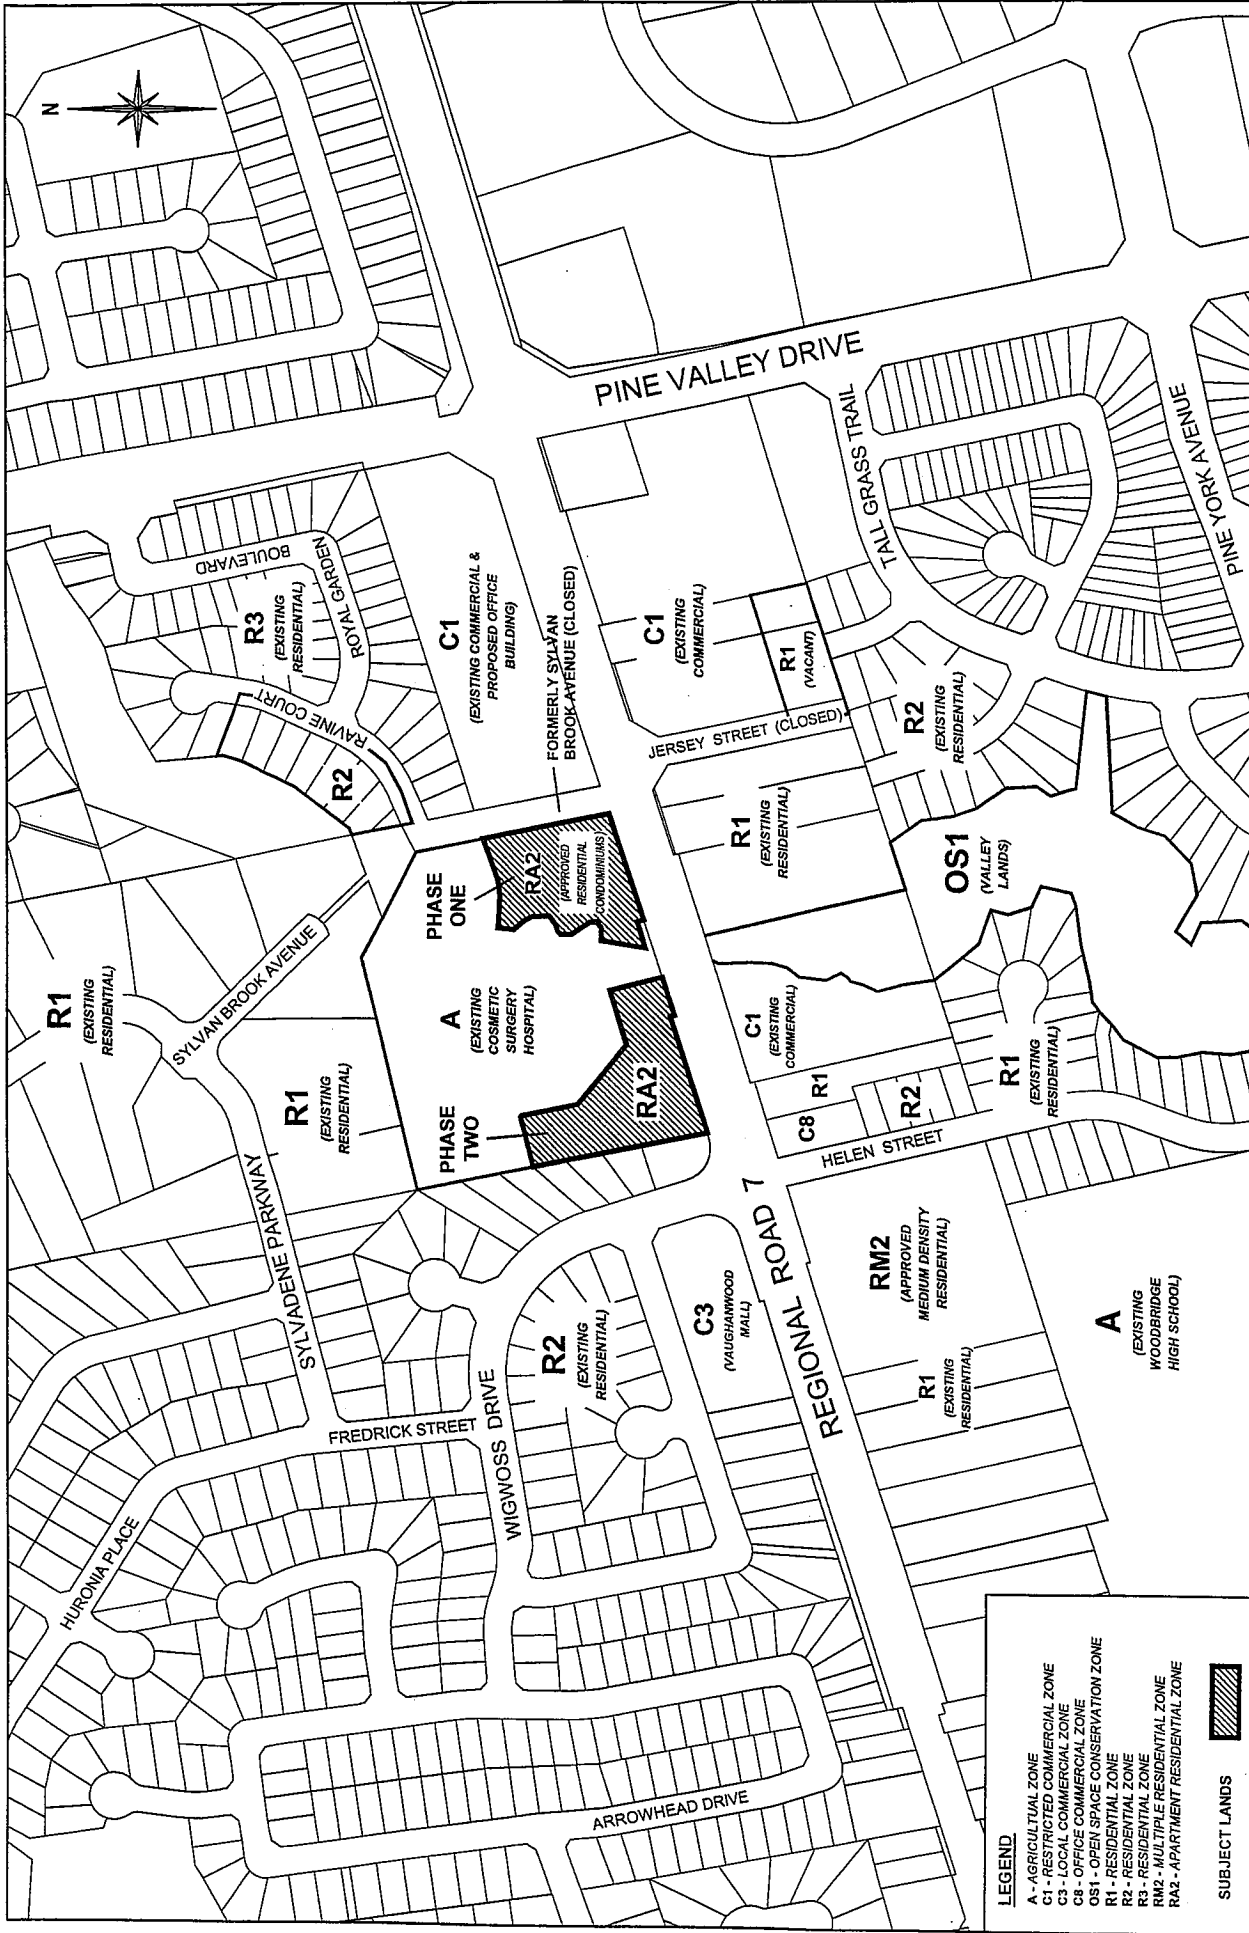 N
R1
(EXISTING
RESIDENTIAL)
SYLVAN BROOK AVENUE
R1
(EXISTING
RESIDENTIAL)
SYLVADENE PARKWAY
HURONIA PLACE
FREDRICK STREET
WIGWOSS DRIVE
R2
(EXISTING
RESIDENTIAL)
ARROWHEAD DRIVE
C3
(VAUGHANWOOD
MALL)
REGIONAL ROAD 7
PHASE
TWO
RA2
A
(EXISTING
COSMETIC
SURGERY
HOSPITAL)
PHASE
ONE
RA2
(APPROVED
RESIDENTIAL
CONDOMINIUMS)
R2
RAVINE COURT
R3
(EXISTING
RESIDENTIAL)
ROYAL GARDEN
BOULEVARD
C1
(EXISTING COMMERCIAL &
PROPOSED OFFICE
BUILDING)
FORMERLY SYLVAN
BROOK AVENUE (CLOSED)
PINE VALLEY DRIVE
C1
(EXISTING
COMMERCIAL)
R1
(VACANT)
JERSEY STREET (CLOSED)
TALL GRASS TRAIL
PINE YORK AVENUE
R2
(EXISTING
RESIDENTIAL)
R1
(EXISTING
RESIDENTIAL)
OS1
(VALLEY
LANDS)
C1
(EXISTING
COMMERCIAL)
R1
C8
R2
HELEN STREET
R1
(EXISTING
RESIDENTIAL)
RM2
(APPROVED
MEDIUM DENSITY
RESIDENTIAL)
R1
(EXISTING
RESIDENTIAL)
A
(EXISTING
WOODBRIDGE
HIGH SCHOOL)
LEGEND
A - AGRICULTUAL ZONE
C1 - RESTRICTED COMMERCIAL ZONE
C3 - LOCAL COMMERCIAL ZONE
C8 - OFFICE COMMERCIAL ZONE
OS1 - OPEN SPACE CONSERVATION ZONE
R1 - RESIDENTIAL ZONE
R2 - RESIDENTIAL ZONE
R3 - RESIDENTIAL ZONE
RM2 - MULTIPLE RESIDENTIAL ZONE
RA2 - APARTMENT RESIDENTIAL ZONE
SUBJECT LANDS